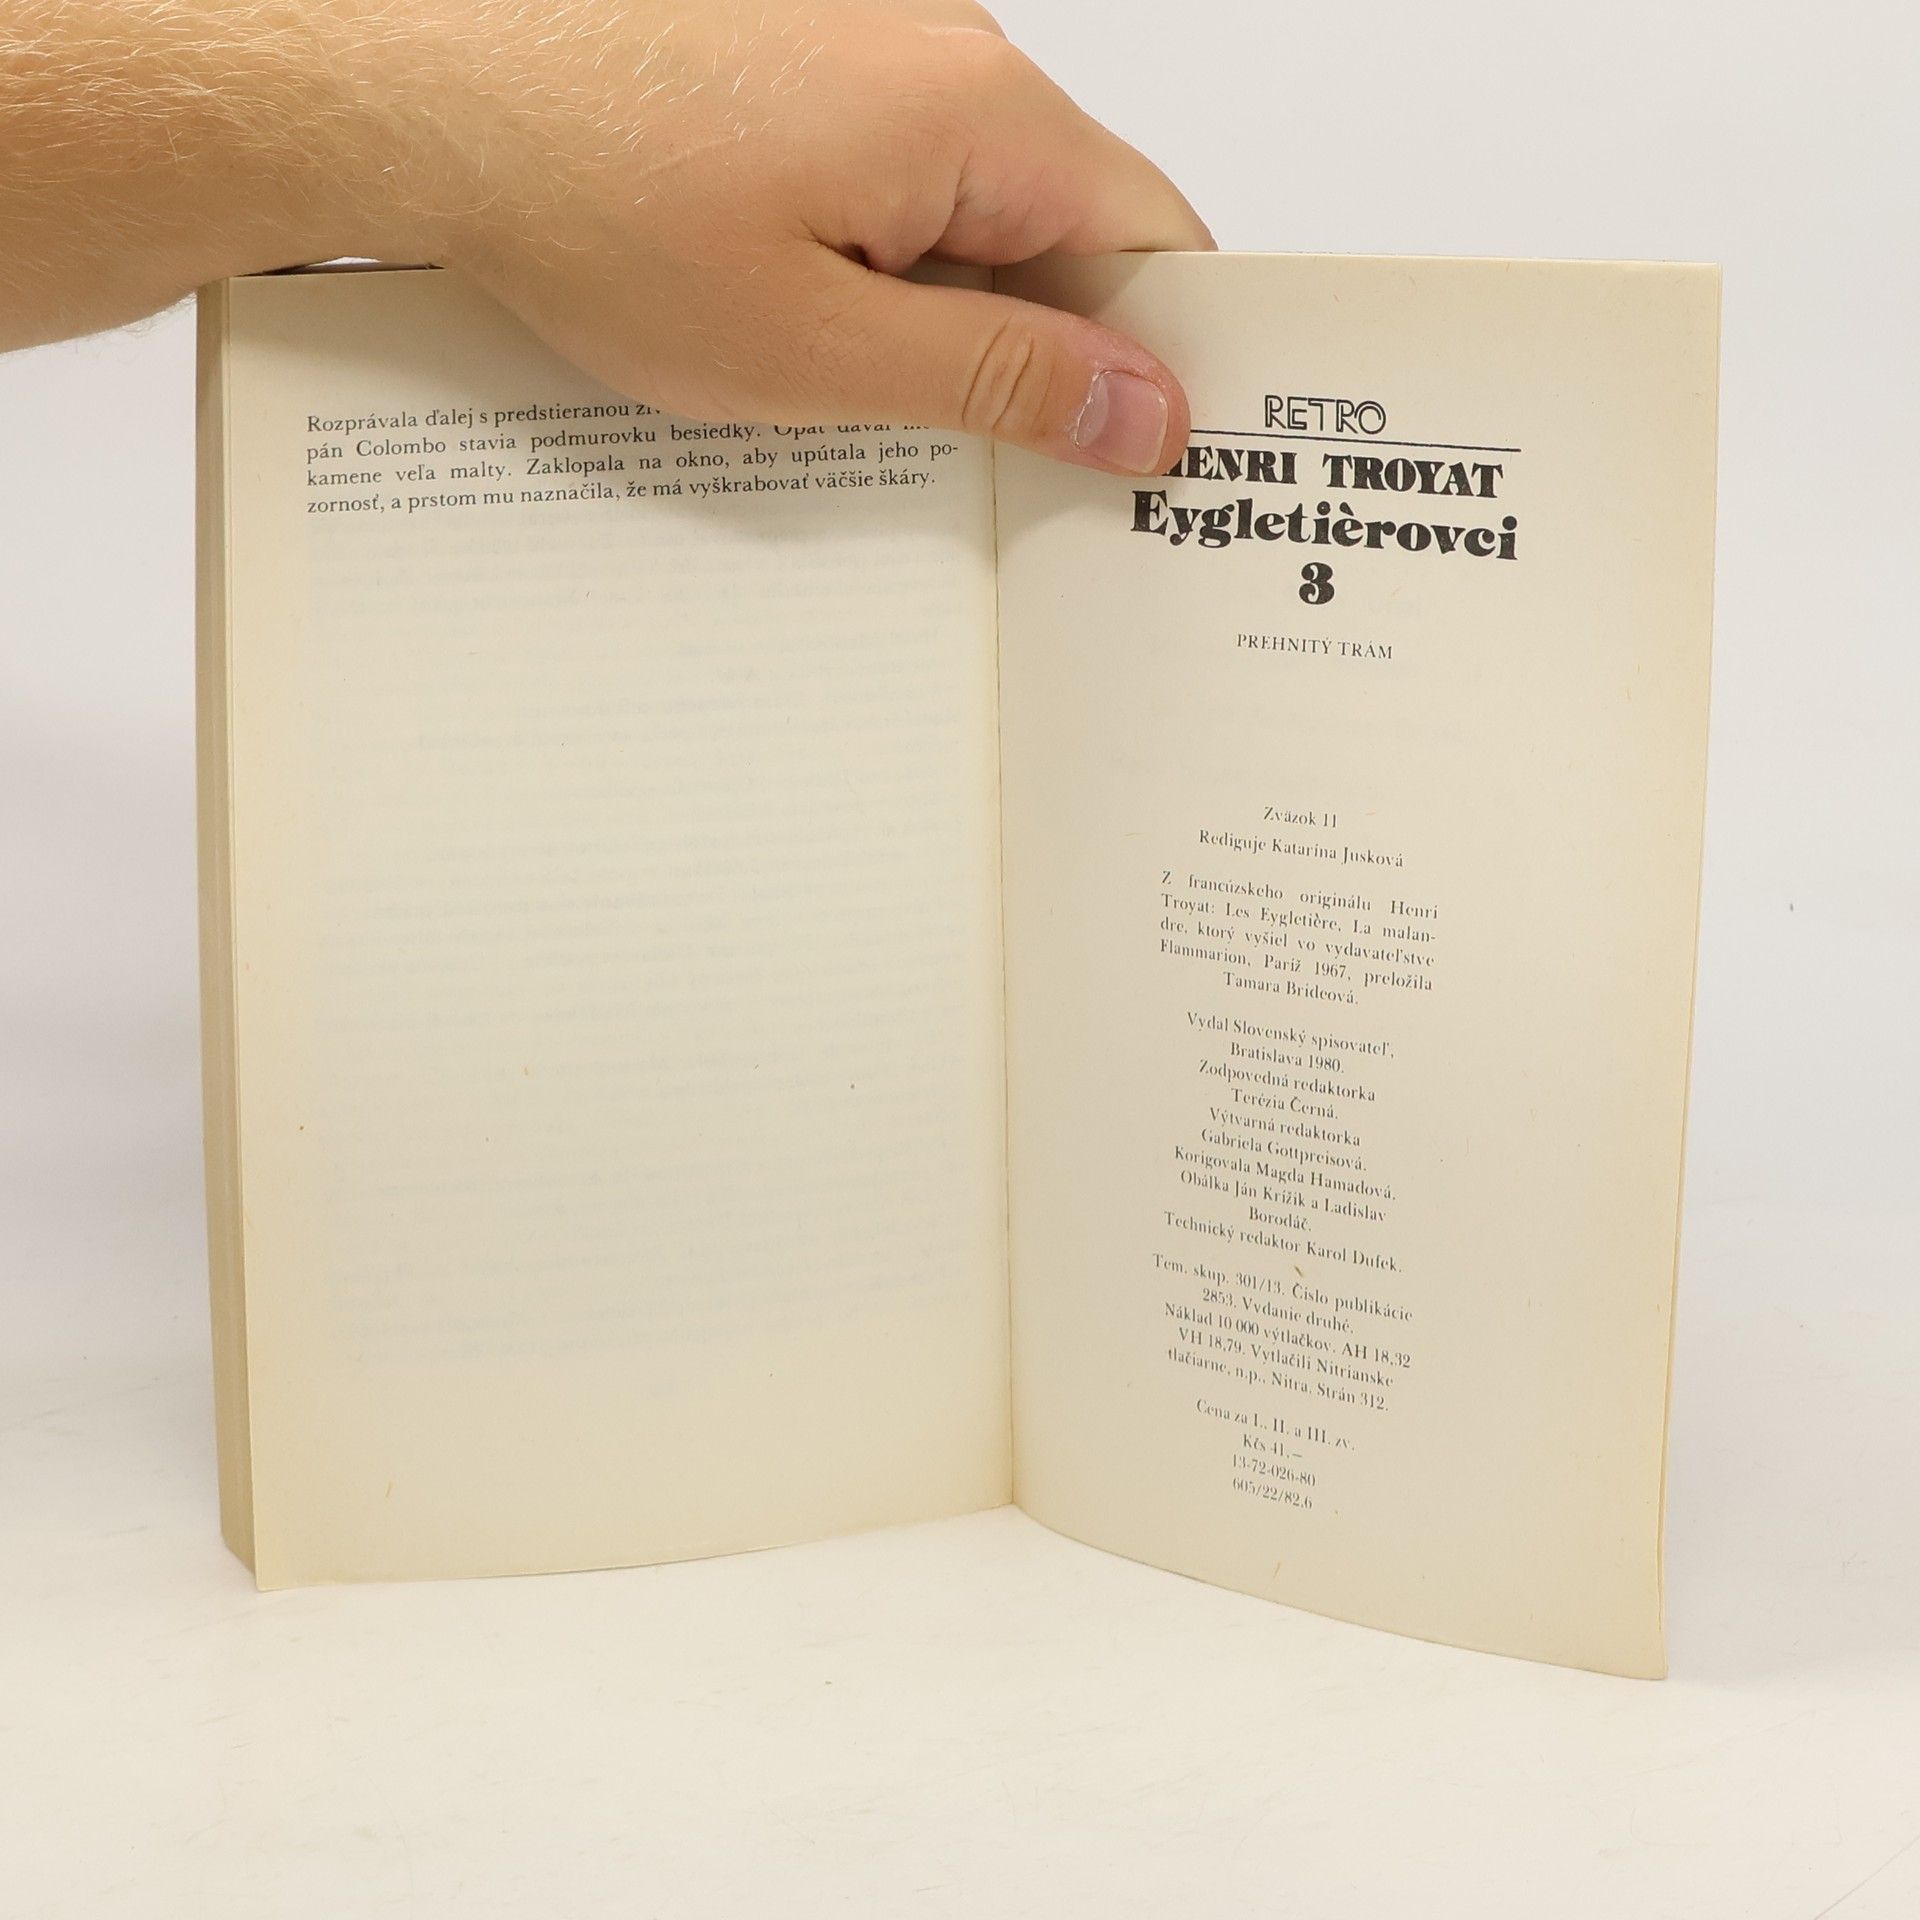 Rozprávala ďalej s predstieranou
pán Colombo stavia podmurovku besiedky. Opäť dával
kamene veľa malty. Zaklopala na okno, aby upútala jeho po-
zornosť, a prstom mu naznačila, že má vyškrabovať väčšie škáry.
RETRO
HENRI TROYAT
Eygletièrovci
3
PREHNITÝ TRÁM
Zväzok 11
Rediguje Katarína Jusková
Z francúzskeho originálu Henri
Troyat: Les Eygletière, La malan-
dre, ktorý vyšiel vo vydavateľstve
Flammarion, Pariž 1967, preložila
Tamara Brideová.
Vydal Slovenský spisovateľ,
Bratislava 1980.
Zodpovedná redaktorka
Terézia Černá.
Výtvarná redaktorka
Gabriela Gottpreisová.
Korigovala Magda Hamadová.
Obálka Ján Krížik a Ladislav
Borodáč.
Technický redaktor Karol Dufek.
Tem. skup. 301/13. Číslo publikácie
2853. Vydanie druhé.
Náklad 10 000 výtlačkov. AH 18,32
VH 18,79. Vytlačili Nitrianske
tlačiarne, n.p., Nitra. Strán 312.
Cena za I., II. a III. zv.
Kčs 41,—
13-72-026-80
605/22/82,6